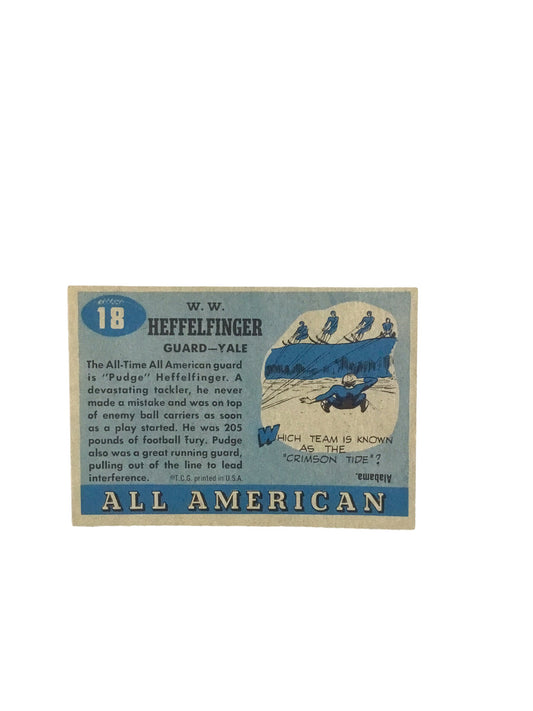 18
W. W.
HEFFELFINGER
GUARD—YALE
The All-Time All American guard
is "Pudge" Heffelfinger. A
devastating tackler, he never
made a mistake and was on top
of enemy ball carriers as soon
as a play started. He was 205
pounds of football fury. Pudge
also was a great running guard,
pulling out of the line to lead
interference.
©T.C.G. printed in U.S.A.
WHICH TEAM IS KNOWN
AS THE
"CRIMSON TIDE"?
Alabama.
ALL AMERICAN